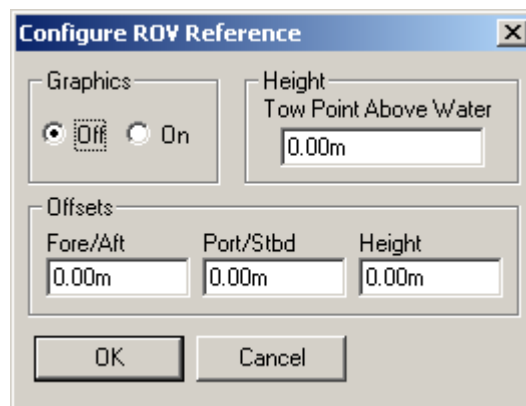 Configure ROV Reference
Graphics
Off On
Height
Tow Point Above Water
0.00m
Offsets
Fore/Aft Port/Stbd Height
0.00m 0.00m 0.00m
OK Cancel